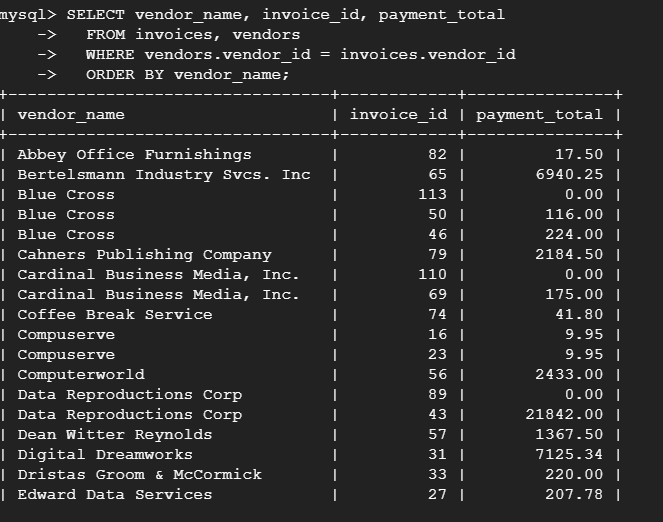 mysql> SELECT vendor_name, invoice_id, payment_total
    ->   FROM invoices, vendors
    ->   WHERE vendors.vendor_id = invoices.vendor_id
    ->   ORDER BY vendor_name;
+---------------------------------+------------+---------------+
| vendor_name                     | invoice_id | payment_total |
+---------------------------------+------------+---------------+
| Abbey Office Furnishings        |         82 |         17.50 |
| Bertelsmann Industry Svcs. Inc  |         65 |       6940.25 |
| Blue Cross                      |        113 |          0.00 |
| Blue Cross                      |         50 |        116.00 |
| Blue Cross                      |         46 |        224.00 |
| Cahners Publishing Company      |         79 |       2184.50 |
| Cardinal Business Media, Inc.   |        110 |          0.00 |
| Cardinal Business Media, Inc.   |         69 |        175.00 |
| Coffee Break Service            |         74 |         41.80 |
| Compuserve                      |         16 |          9.95 |
| Compuserve                      |         23 |          9.95 |
| Computerworld                   |         56 |       2433.00 |
| Data Reproductions Corp         |         89 |          0.00 |
| Data Reproductions Corp         |         43 |      21842.00 |
| Dean Witter Reynolds            |         57 |       1367.50 |
| Digital Dreamworks              |         31 |       7125.34 |
| Dristas Groom & McCormick       |         33 |        220.00 |
| Edward Data Services            |         27 |        207.78 |